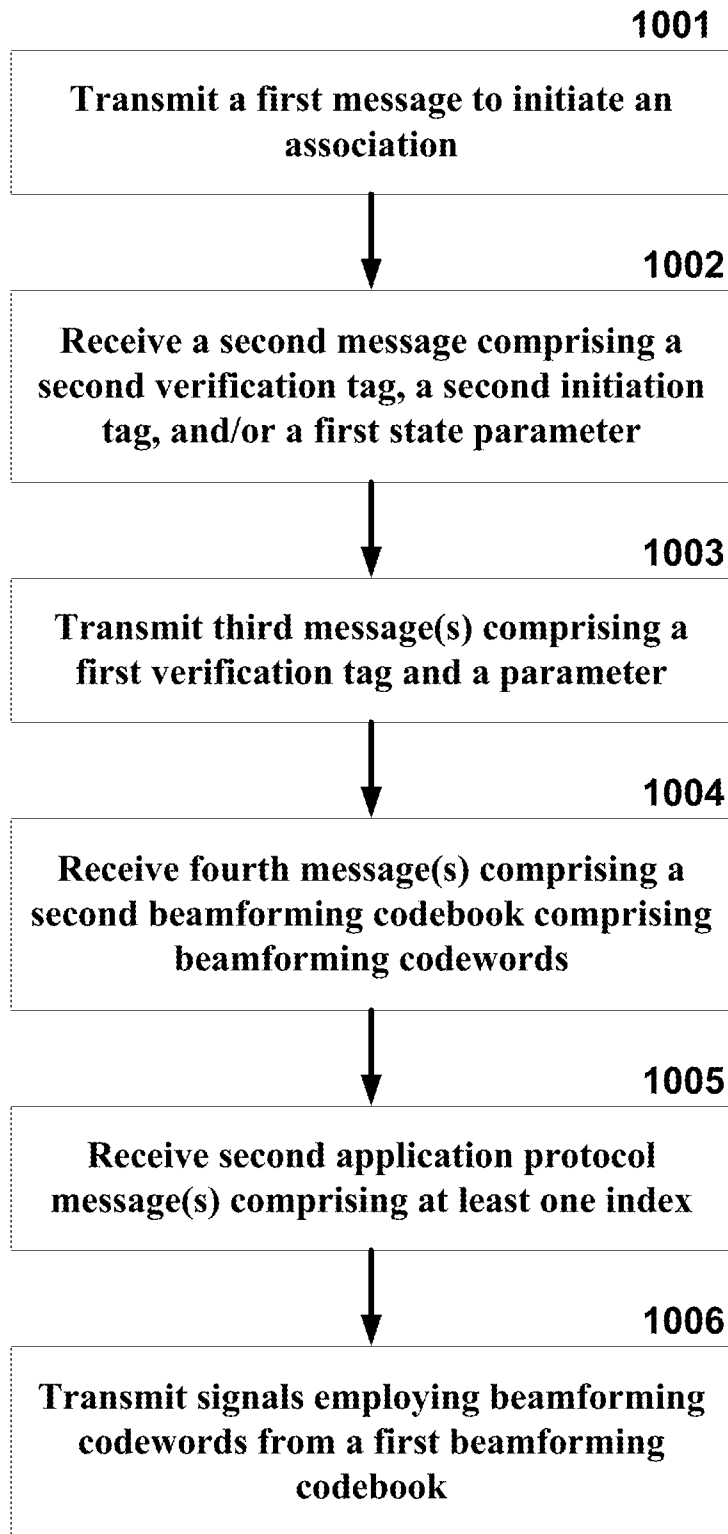 1001
Transmit a first message to initiate an
association
1002
Receive a second message comprising a
second verification tag, a second initiation
tag, and/or a first state parameter
1003
Transmit third message(s) comprising a
first verification tag and a parameter
1004
Receive fourth message(s) comprising a
second beamforming codebook comprising
beamforming codewords
1005
Receive second application protocol
message(s) comprising at least one index
1006
Transmit signals employing beamforming
codewords from a first beamforming
codebook